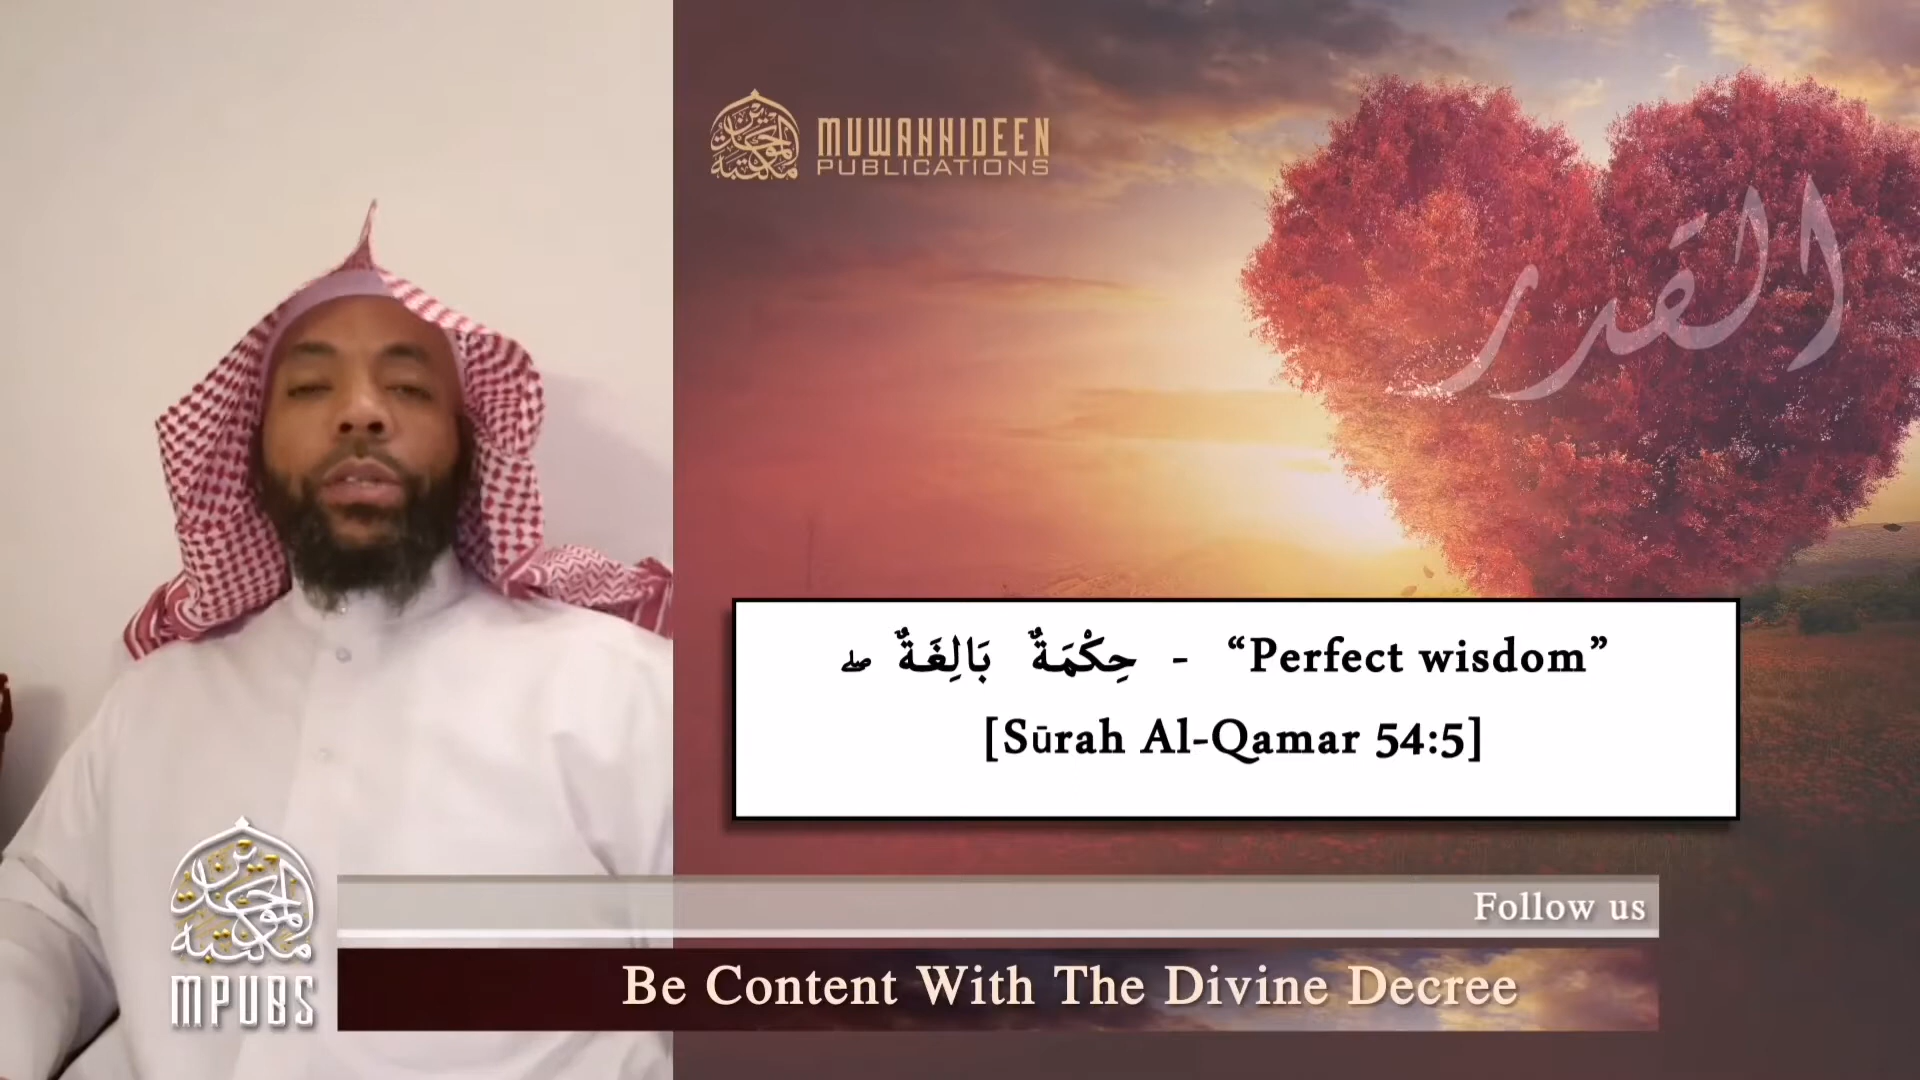 MUWAHHIDEEN
PUBLICATIONS
القدر
حِكْمَةٌ بَالِغَةٌ ۖ - “Perfect wisdom”
[Sūrah Al-Qamar 54:5]
Follow us
Be Content With The Divine Decree
MPUBS